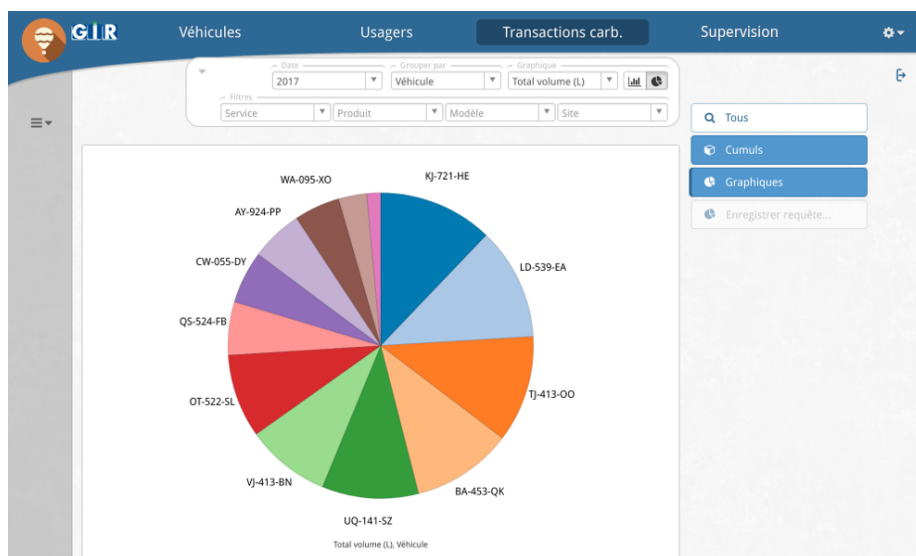 GIR
Véhicules
Usagers
Transactions carb.
Supervision
Date
Grouper par
Graphique
2017
Véhicule
Total volume (L)
Filtres
Service
Produit
Modèle
Site
Tous
Cumuls
Graphiques
Enregistrer requête...
WA-095-XO
KJ-721-HE
AY-924-PP
CW-055-DY
LD-539-EA
QS-524-FB
OT-522-SL
TJ-413-OO
VJ-413-BN
BA-453-QK
UQ-141-SZ
Total volume (L), Véhicule